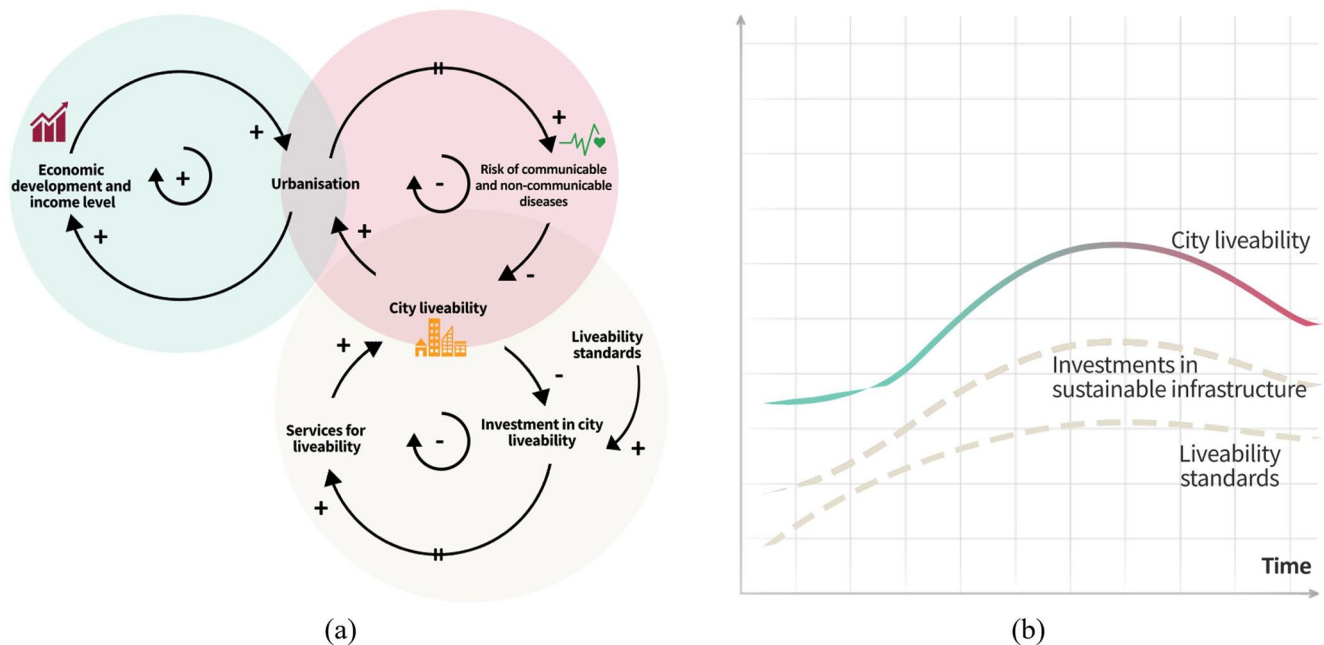 +
+
Economic
development and
income level
+
+
Urbanisation
+
Risk of communicable
and non-communicable
diseases
-
+
-
City liveability
Liveability
standards
+
-
Services for
liveability
-
Investment in city
liveability
+
+
(a)
City liveability
Investments in
sustainable infrastructure
Liveability
standards
Time
(b)